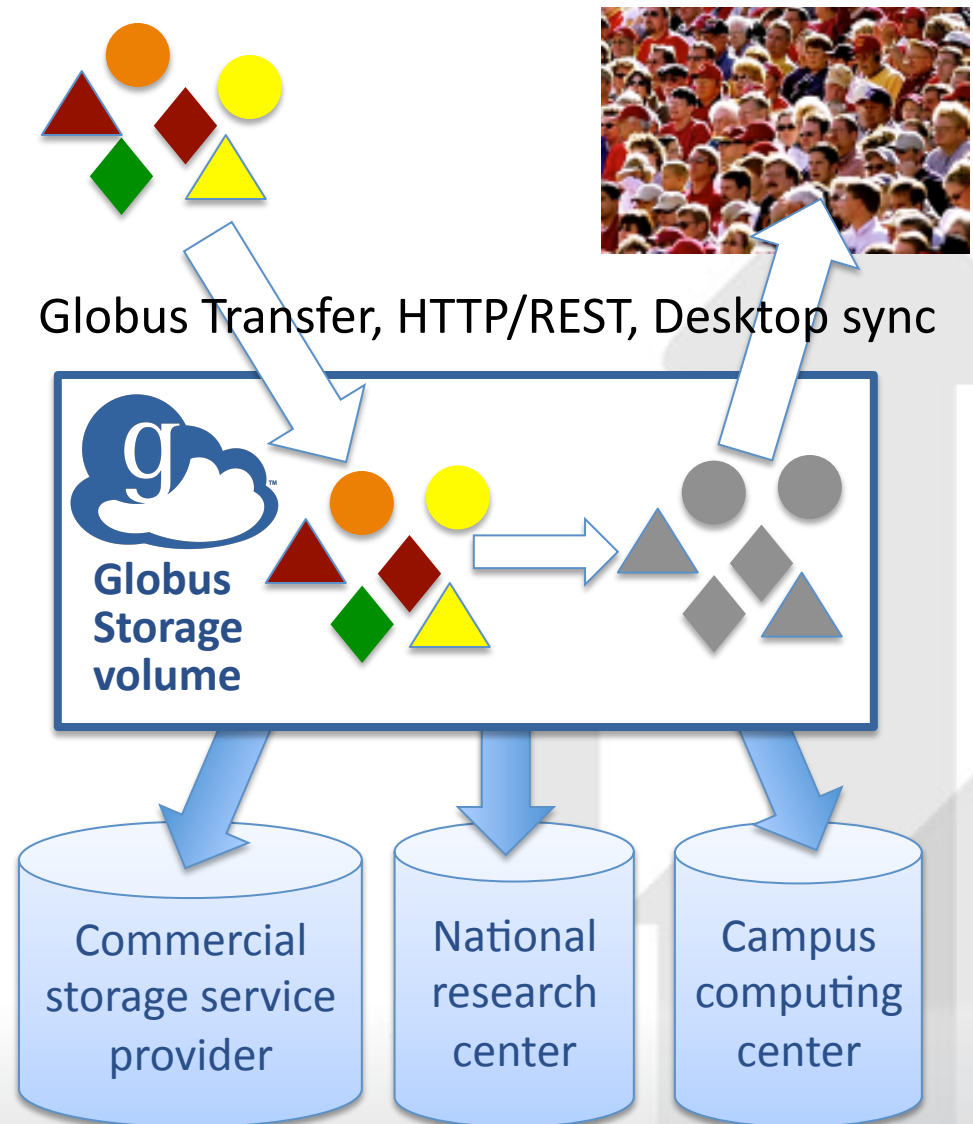 Globus Transfer, HTTP/REST, Desktop sync
g
™
Globus
Storage
volume
Commercial
storage service
provider
National
research
center
Campus
computing
center